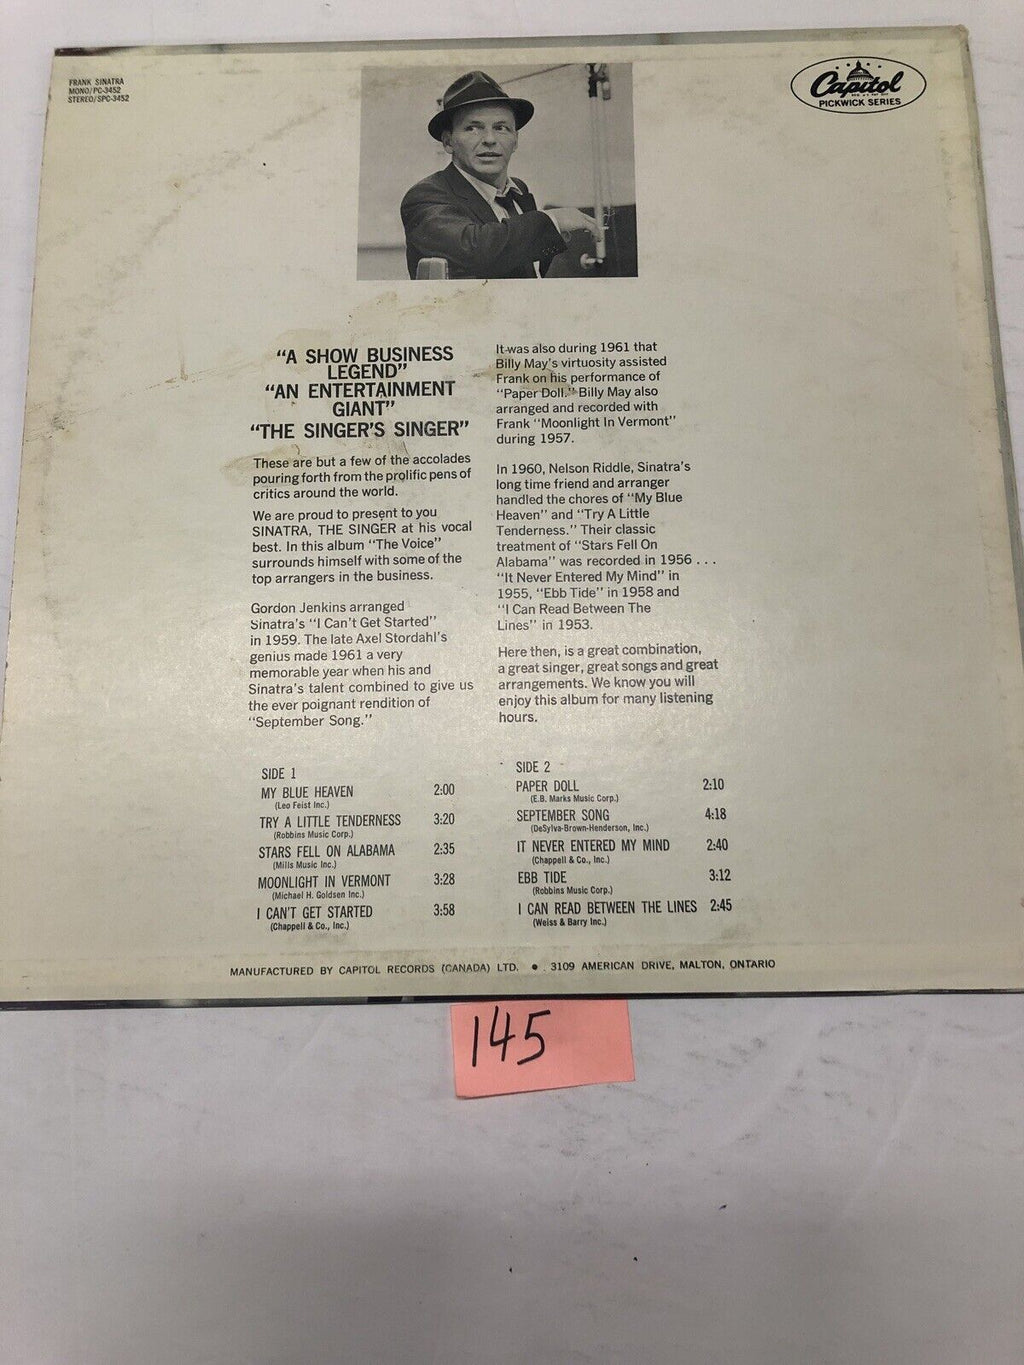 FRANK SINATRA
MONO/PC-3452
STEREO/SPC-3452
Capitol
PICKWICK SERIES
"A SHOW BUSINESS
LEGEND"
"AN ENTERTAINMENT
GIANT"
"THE SINGER'S SINGER"
These are but a few of the accolades
pouring forth from the prolific pens of
critics around the world.
We are proud to present to you
SINATRA, THE SINGER at his vocal
best. In this album "The Voice"
surrounds himself with some of the
top arrangers in the business.
Gordon Jenkins arranged
Sinatra's "I Can't Get Started"
in 1959. The late Axel Stordahl's
genius made 1961 a very
memorable year when his and
Sinatra's talent combined to give us
the ever poignant rendition of
"September Song."
It was also during 1961 that
Billy May's virtuosity assisted
Frank on his performance of
"Paper Doll." Billy May also
arranged and recorded with
Frank "Moonlight In Vermont"
during 1957.
In 1960, Nelson Riddle, Sinatra's
long time friend and arranger
handled the chores of "My Blue
Heaven" and "Try A Little
Tenderness." Their classic
treatment of "Stars Fell On
Alabama" was recorded in 1956 . . .
"It Never Entered My Mind" in
1955, "Ebb Tide" in 1958 and
"I Can Read Between The
Lines" in 1953.
Here then, is a great combination,
a great singer, great songs and great
arrangements. We know you will
enjoy this album for many listening
hours.
SIDE 1
MY BLUE HEAVEN 2:00
(Leo Feist Inc.)
TRY A LITTLE TENDERNESS 3:20
(Robbins Music Corp.)
STARS FELL ON ALABAMA 2:35
(Mills Music Inc.)
MOONLIGHT IN VERMONT 3:28
(Michael H. Goldsen Inc.)
I CAN'T GET STARTED 3:58
(Chappell & Co., Inc.)
SIDE 2
PAPER DOLL 2:10
(E.B. Marks Music Corp.)
SEPTEMBER SONG 4:18
(DeSylva-Brown-Henderson, Inc.)
IT NEVER ENTERED MY MIND 2:40
(Chappell & Co., Inc.)
EBB TIDE 3:12
(Robbins Music Corp.)
I CAN READ BETWEEN THE LINES 2:45
(Weiss & Barry Inc.)
MANUFACTURED BY CAPITOL RECORDS (CANADA) LTD. • 3109 AMERICAN DRIVE, MALTON, ONTARIO
145